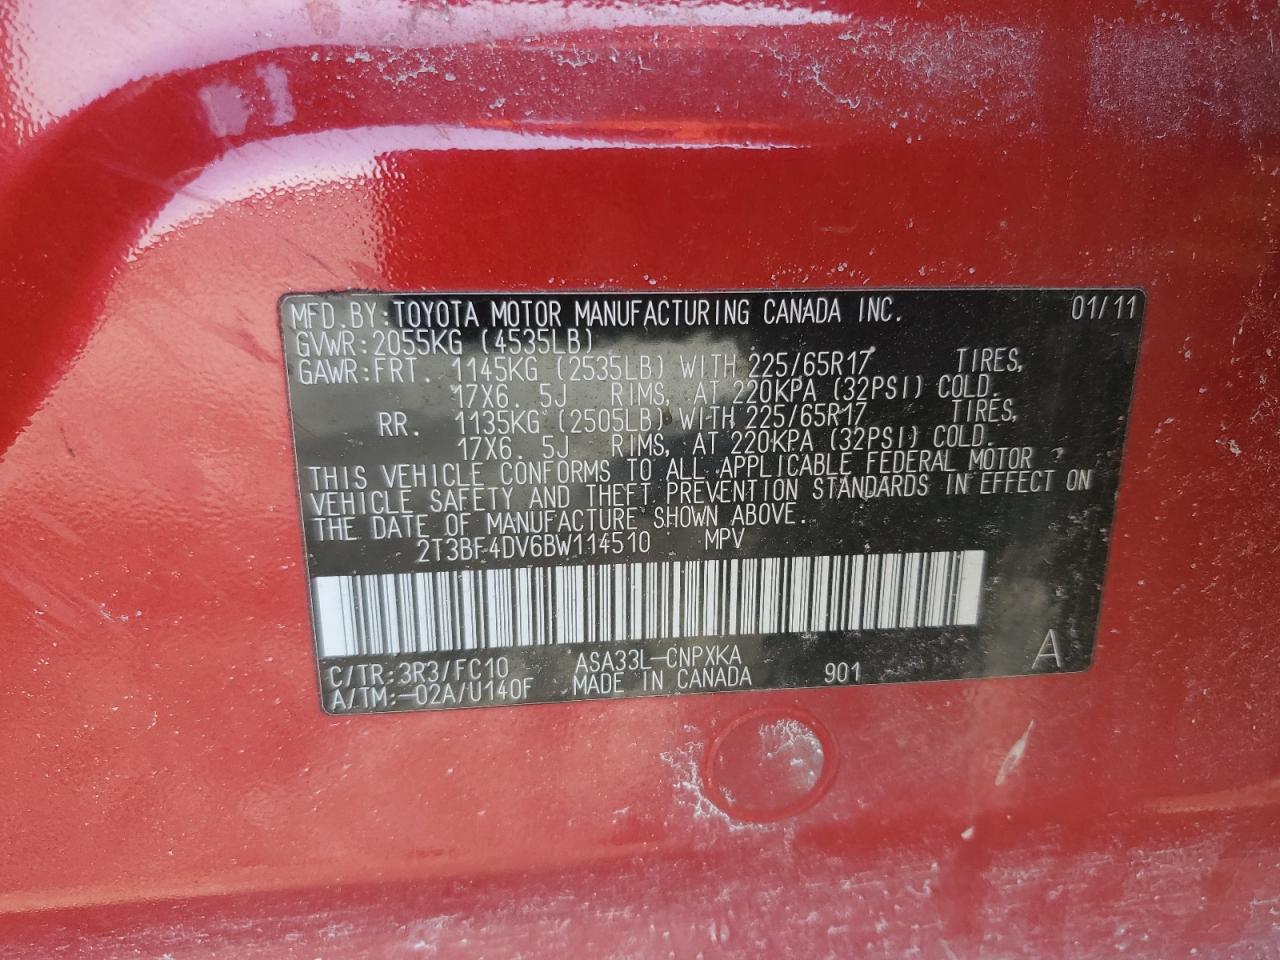 MFD.BY:TOYOTA MOTOR MANUFACTURING CANADA INC. 01/11
GVWR:2055KG (4535LB)
GAWR:FRT. 1145KG (2535LB) WITH 225/65R17 TIRES,
17X6.5J RIMS, AT 220KPA (32PSI) COLD.
RR. 1135KG (2505LB) WITH 225/65R17 TIRES,
17X6.5J RIMS, AT 220KPA (32PSI) COLD.
THIS VEHICLE CONFORMS TO ALL APPLICABLE FEDERAL MOTOR
VEHICLE SAFETY AND THEFT PREVENTION STANDARDS IN EFFECT ON
THE DATE OF MANUFACTURE SHOWN ABOVE.
2T3BF4DV6BW114510 MPV
C/TR:3R3/FC10 ASA33L-CNPXKA
A/TM:-02A/U140F MADE IN CANADA 901 A